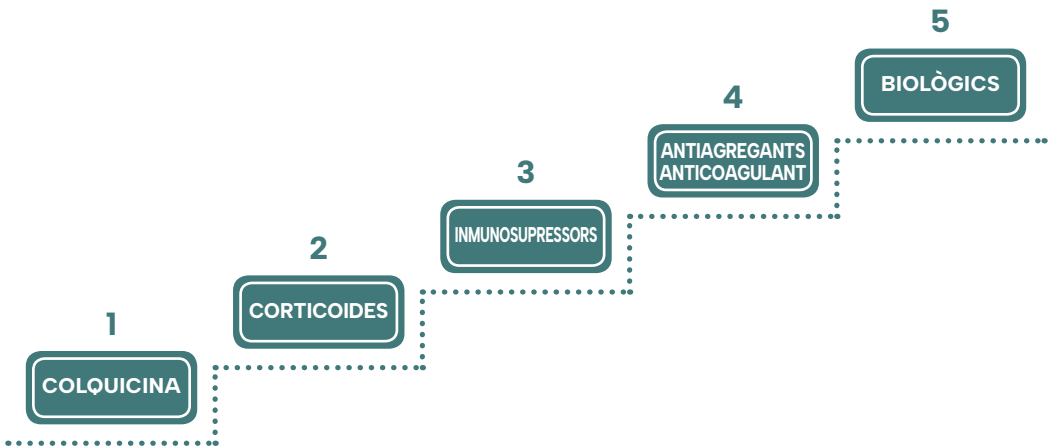 1
COLQUICINA
2
CORTICOIDES
3
INMUNOSUPRESSORS
4
ANTIAGREGANTS
ANTICOAGULANT
5
BIOLÒGICS